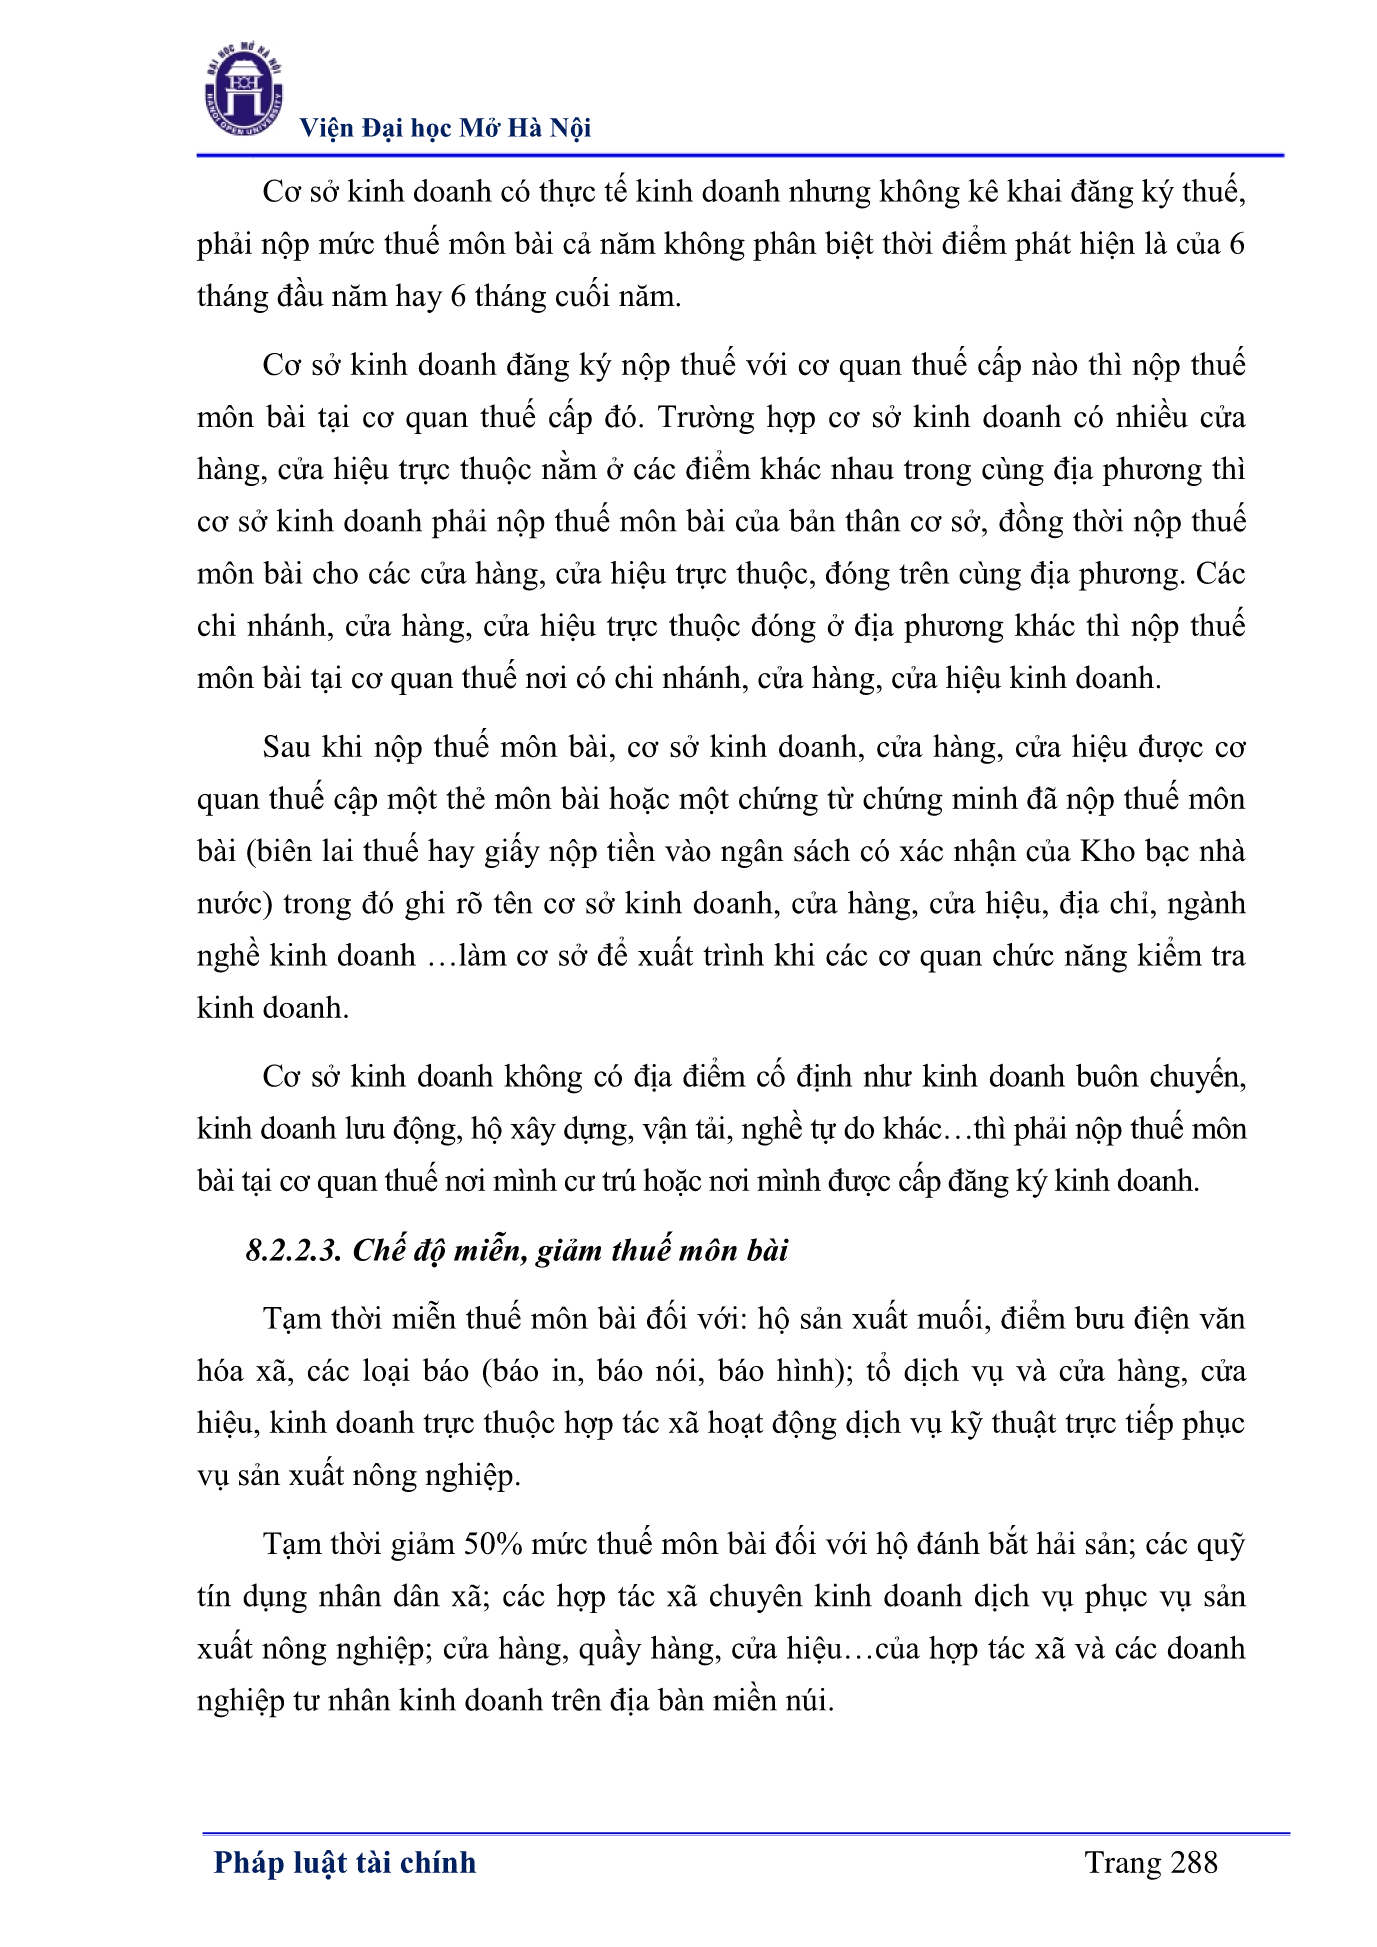 ĐẠI HỌC MỞ HÀ NỘI
HANOI OPEN UNIVERSITY
Viện Đại học Mở Hà Nội
Cơ sở kinh doanh có thực tế kinh doanh nhưng không kê khai đăng ký thuế,
phải nộp mức thuế môn bài cả năm không phân biệt thời điểm phát hiện là của 6
tháng đầu năm hay 6 tháng cuối năm.
Cơ sở kinh doanh đăng ký nộp thuế với cơ quan thuế cấp nào thì nộp thuế
môn bài tại cơ quan thuế cấp đó. Trường hợp cơ sở kinh doanh có nhiều cửa
hàng, cửa hiệu trực thuộc nằm ở các điểm khác nhau trong cùng địa phương thì
cơ sở kinh doanh phải nộp thuế môn bài của bản thân cơ sở, đồng thời nộp thuế
môn bài cho các cửa hàng, cửa hiệu trực thuộc, đóng trên cùng địa phương. Các
chi nhánh, cửa hàng, cửa hiệu trực thuộc đóng ở địa phương khác thì nộp thuế
môn bài tại cơ quan thuế nơi có chi nhánh, cửa hàng, cửa hiệu kinh doanh.
Sau khi nộp thuế môn bài, cơ sở kinh doanh, cửa hàng, cửa hiệu được cơ
quan thuế cập một thẻ môn bài hoặc một chứng từ chứng minh đã nộp thuế môn
bài (biên lai thuế hay giấy nộp tiền vào ngân sách có xác nhận của Kho bạc nhà
nước) trong đó ghi rõ tên cơ sở kinh doanh, cửa hàng, cửa hiệu, địa chỉ, ngành
nghề kinh doanh …làm cơ sở để xuất trình khi các cơ quan chức năng kiểm tra
kinh doanh.
Cơ sở kinh doanh không có địa điểm cố định như kinh doanh buôn chuyến,
kinh doanh lưu động, hộ xây dựng, vận tải, nghề tự do khác…thì phải nộp thuế môn
bài tại cơ quan thuế nơi mình cư trú hoặc nơi mình được cấp đăng ký kinh doanh.
8.2.2.3. Chế độ miễn, giảm thuế môn bài
Tạm thời miễn thuế môn bài đối với: hộ sản xuất muối, điểm bưu điện văn
hóa xã, các loại báo (báo in, báo nói, báo hình); tổ dịch vụ và cửa hàng, cửa
hiệu, kinh doanh trực thuộc hợp tác xã hoạt động dịch vụ kỹ thuật trực tiếp phục
vụ sản xuất nông nghiệp.
Tạm thời giảm 50% mức thuế môn bài đối với hộ đánh bắt hải sản; các quỹ
tín dụng nhân dân xã; các hợp tác xã chuyên kinh doanh dịch vụ phục vụ sản
xuất nông nghiệp; cửa hàng, quầy hàng, cửa hiệu…của hợp tác xã và các doanh
nghiệp tư nhân kinh doanh trên địa bàn miền núi.
Pháp luật tài chính
Trang 288